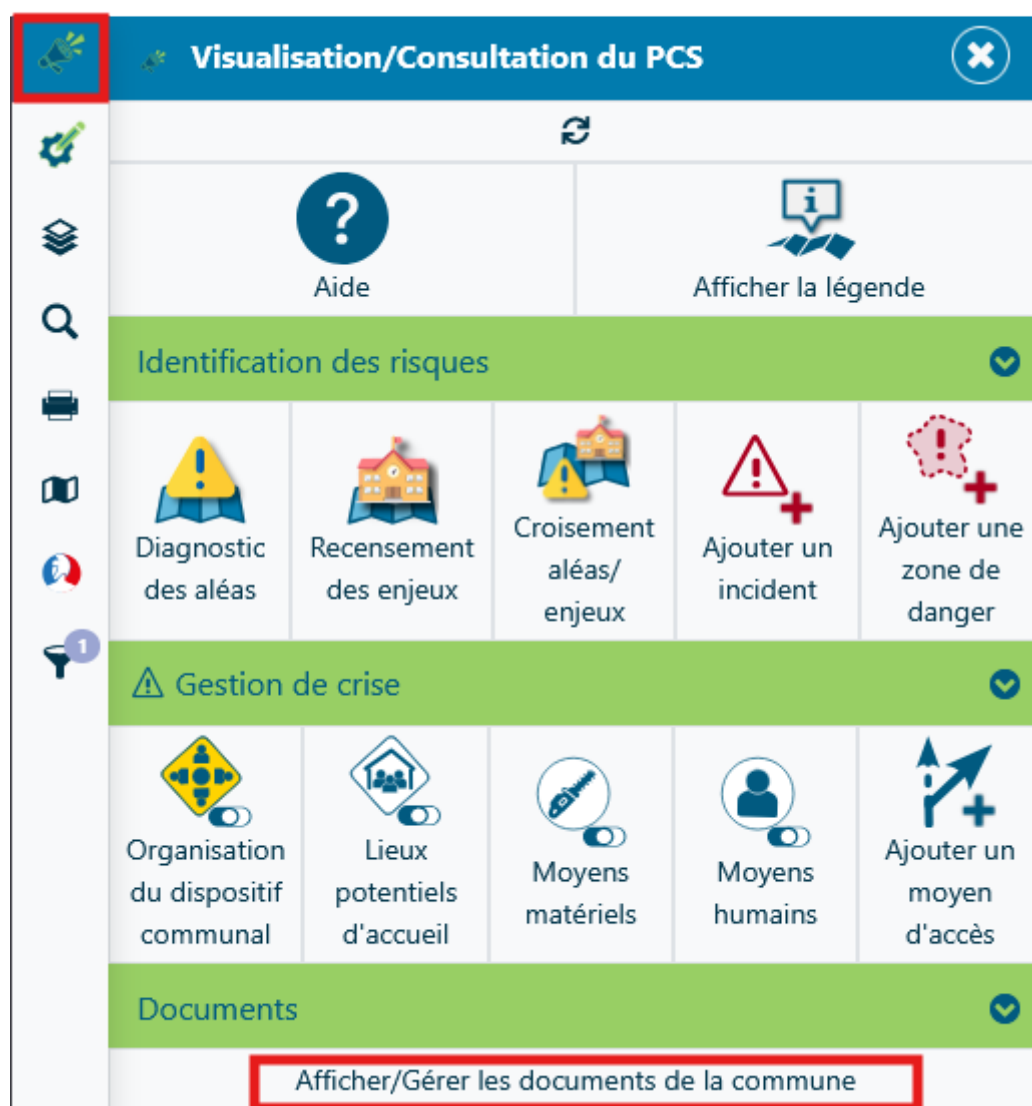 Visualisation/Consultation du PCS
Aide
Afficher la légende
Identification des risques
Diagnostic
des aléas
Recensement
des enjeux
Croisement
aléas/
enjeux
Ajouter un
incident
Ajouter une
zone de
danger
1
Gestion de crise
Organisation
du dispositif
communal
Lieux
potentiels
d'accueil
Moyens
matériels
Moyens
humains
Ajouter un
moyen
d'accès
Documents
Afficher/Gérer les documents de la commune